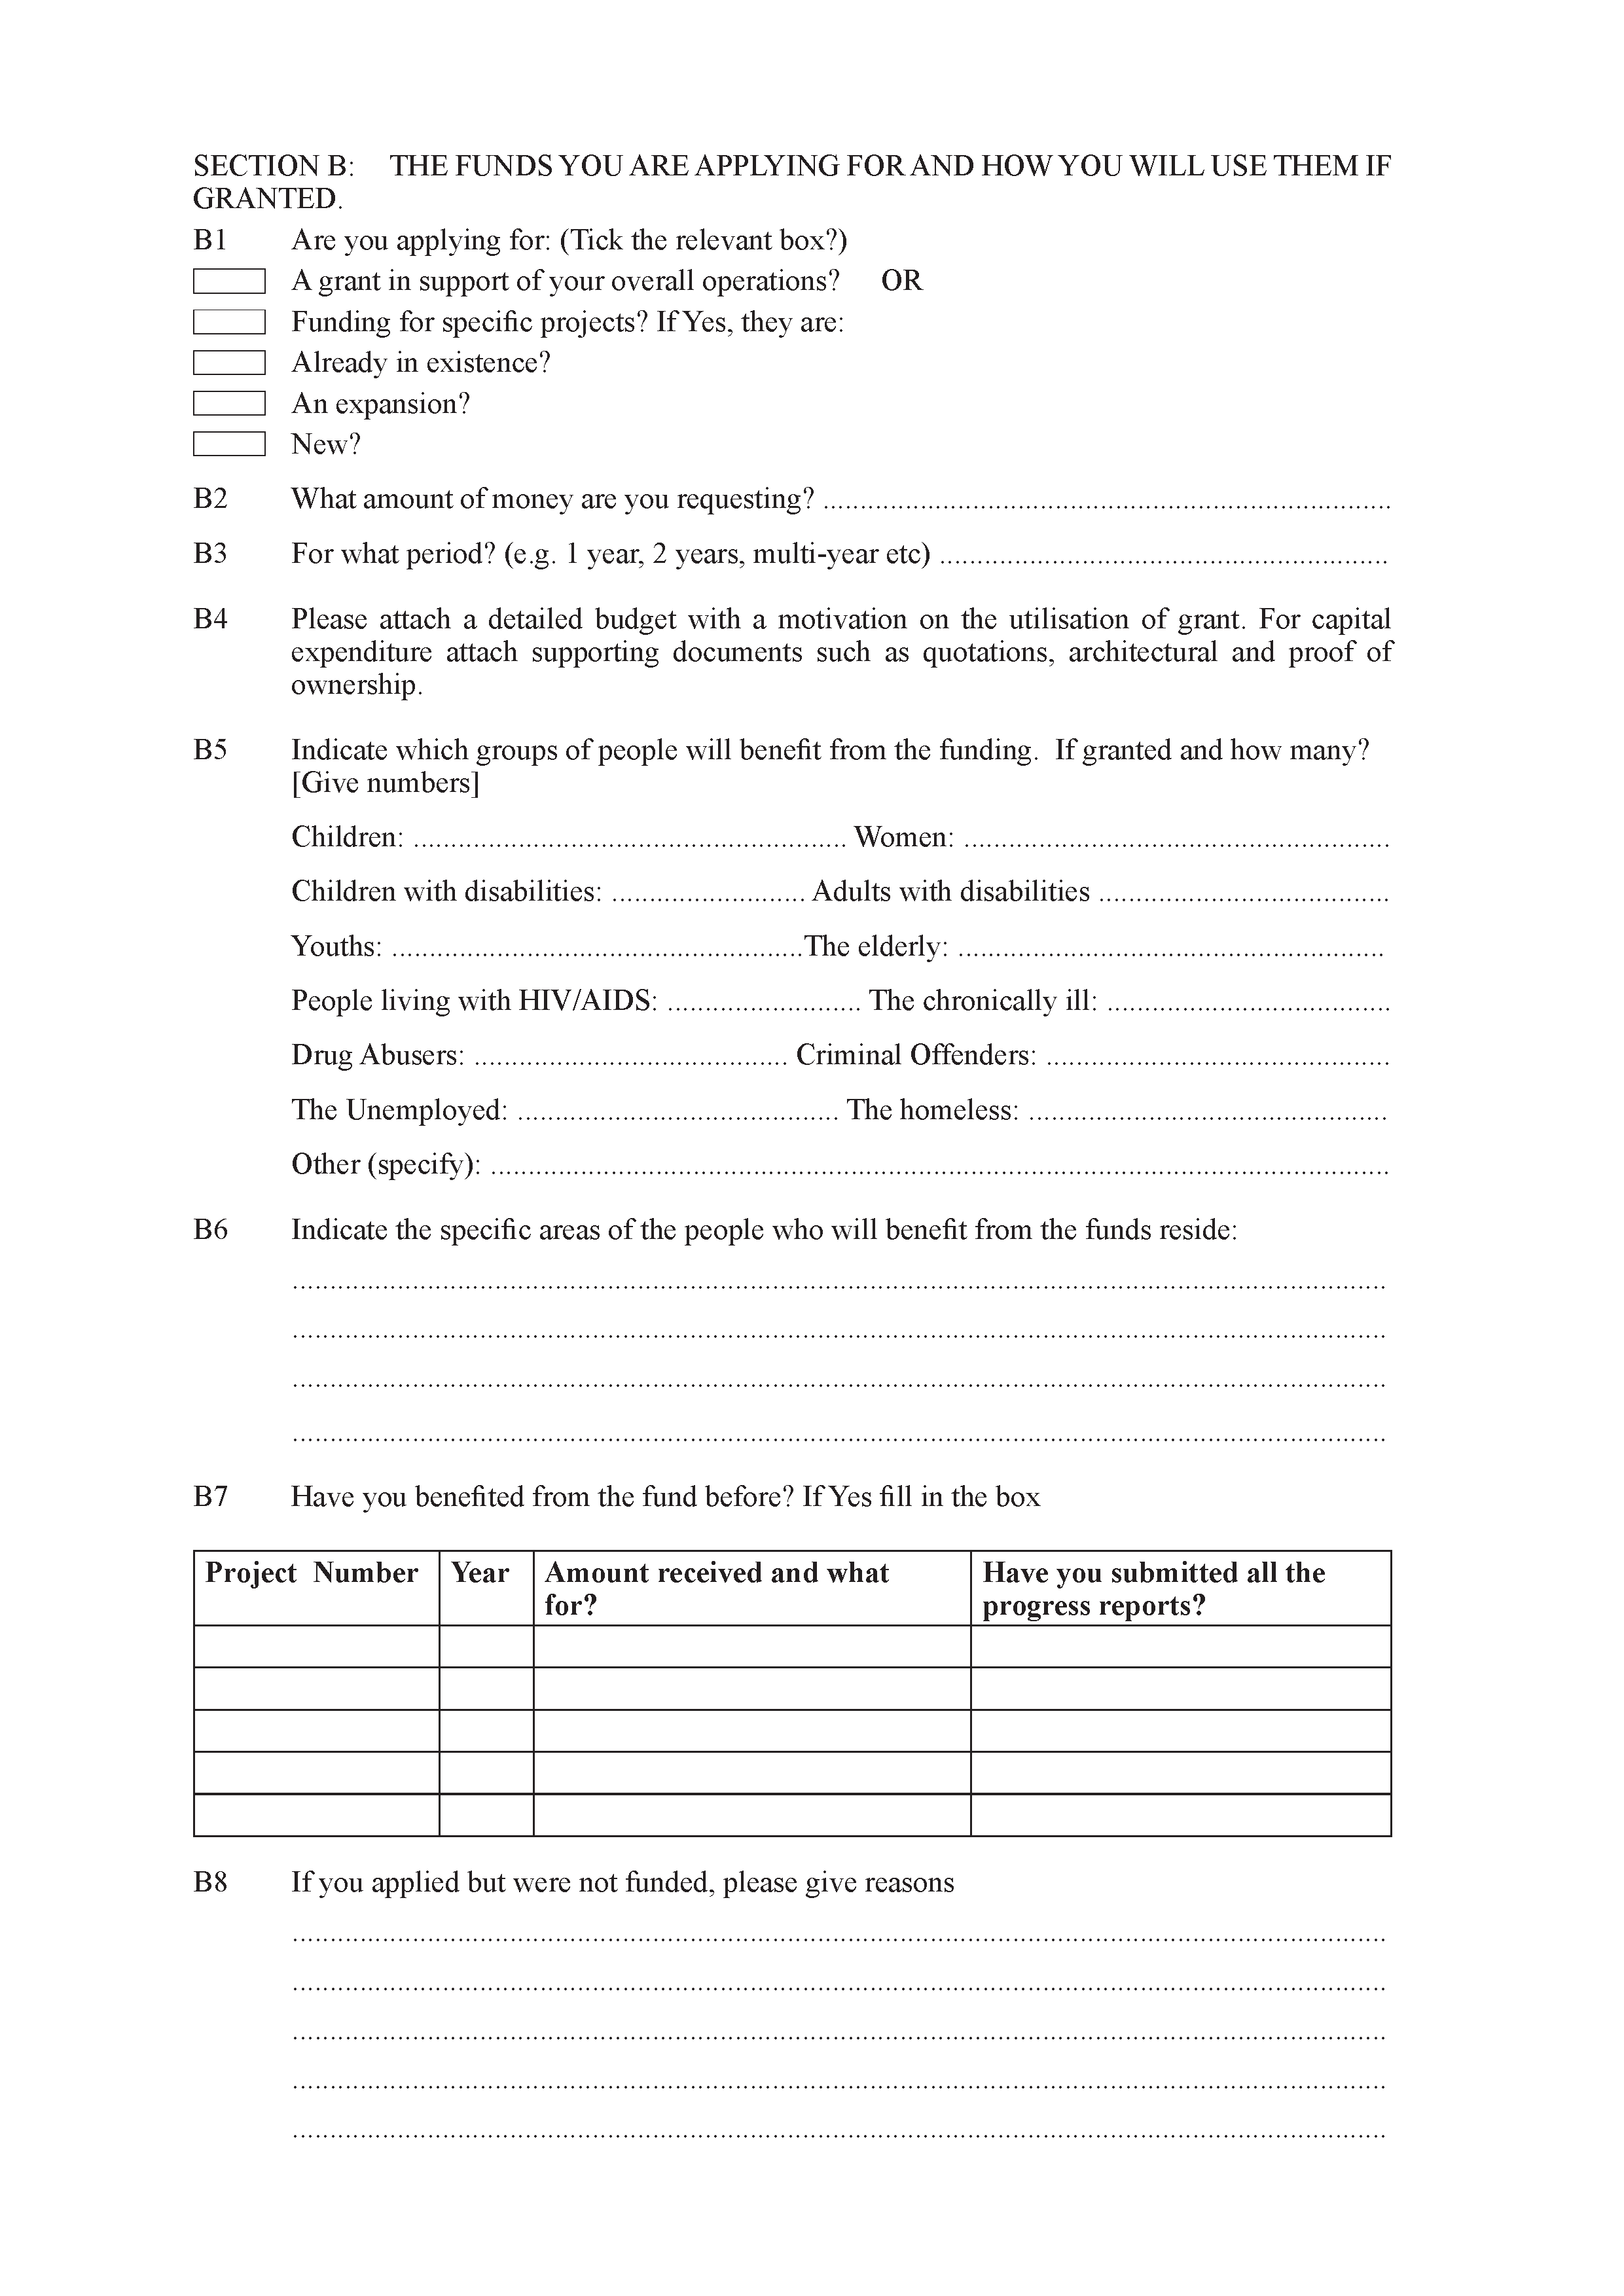 SECTION B: THE FUNDS YOU ARE APPLYING FOR AND HOW YOU WILL USE THEM IF
GRANTED.
B1 Are you applying for: (Tick the relevant box?)
A grant in support of your overall operations? OR
Funding for specific projects? If Yes, they are:
Already in existence?
An expansion?
New?
B2 What amount of money are you requesting? ............................................................................
B3 For what period? (e.g. 1 year, 2 years, multi-year etc) ............................................................
B4 Please attach a detailed budget with a motivation on the utilisation of grant. For capital
expenditure attach supporting documents such as quotations, architectural and proof of
ownership.
B5 Indicate which groups of people will benefit from the funding. If granted and how many?
[Give numbers]
Children: .......................................................... Women: .........................................................
Children with disabilities: .......................... Adults with disabilities .......................................
Youths: .......................................................The elderly: .........................................................
People living with HIV/AIDS: .......................... The chronically ill: ......................................
Drug Abusers: .......................................... Criminal Offenders: ..............................................
The Unemployed: ........................................... The homeless: ................................................
Other (specify): ........................................................................................................................
B6 Indicate the specific areas of the people who will benefit from the funds reside:
..................................................................................................................................................
..................................................................................................................................................
..................................................................................................................................................
..................................................................................................................................................
B7 Have you benefited from the fund before? If Yes fill in the box
Project Number Year Amount received and what Have you submitted all the
for? progress reports?
B8 If you applied but were not funded, please give reasons
..................................................................................................................................................
..................................................................................................................................................
..................................................................................................................................................
..................................................................................................................................................
..................................................................................................................................................